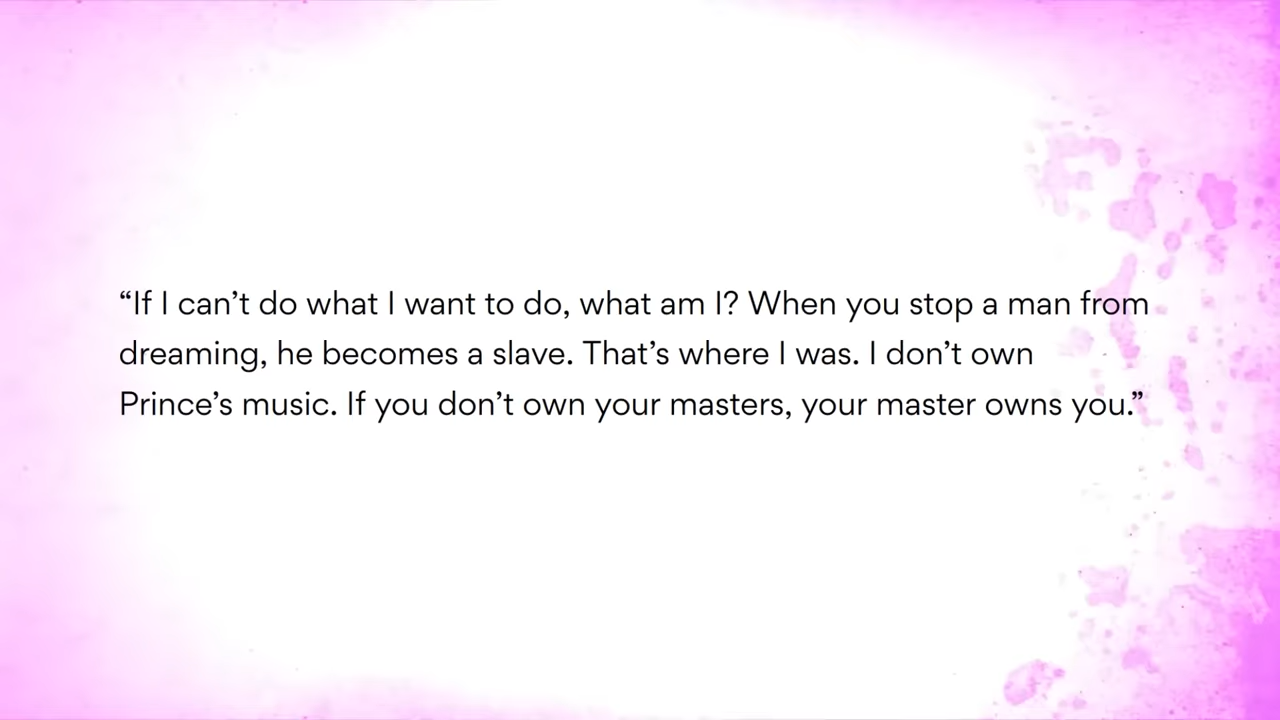 “If I can’t do what I want to do, what am I? When you stop a man from
dreaming, he becomes a slave. That’s where I was. I don’t own
Prince’s music. If you don’t own your masters, your master owns you.”